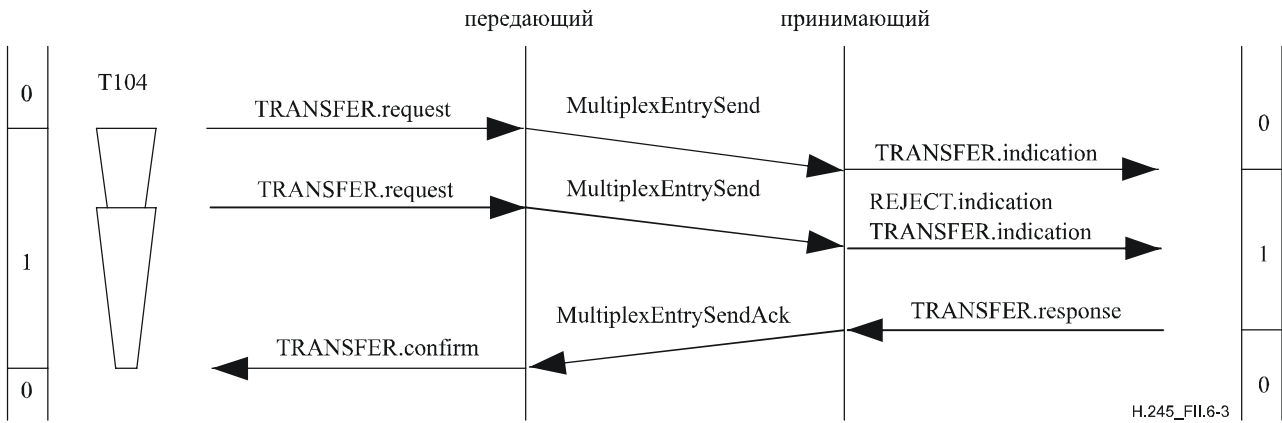 передающий принимающий
T104
0
TRANSFER.request
MultiplexEntrySend
0
TRANSFER.indication
TRANSFER.request
MultiplexEntrySend
REJECT.indication
TRANSFER.indication
1
1
MultiplexEntrySendAck
TRANSFER.response
TRANSFER.confirm
0
0
H.245_FII.6-3